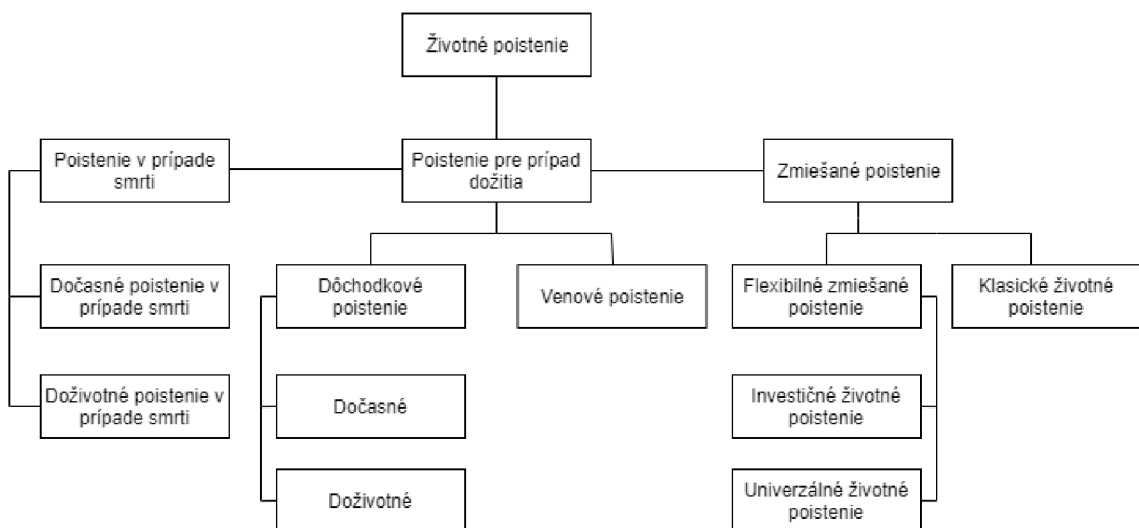 Životné poistenie
Poistenie v prípade
smrti
Poistenie pre prípad
dožitia
Zmiešané poistenie
Dočasné poistenie v
prípade smrti
Dôchodkové
poistenie
Venové poistenie
Flexibilné zmiešané
poistenie
Klasické životné
poistenie
Doživotné poistenie v
prípade smrti
Dočasné
Investičné životné
poistenie
Doživotné
Univerzálné životné
poistenie